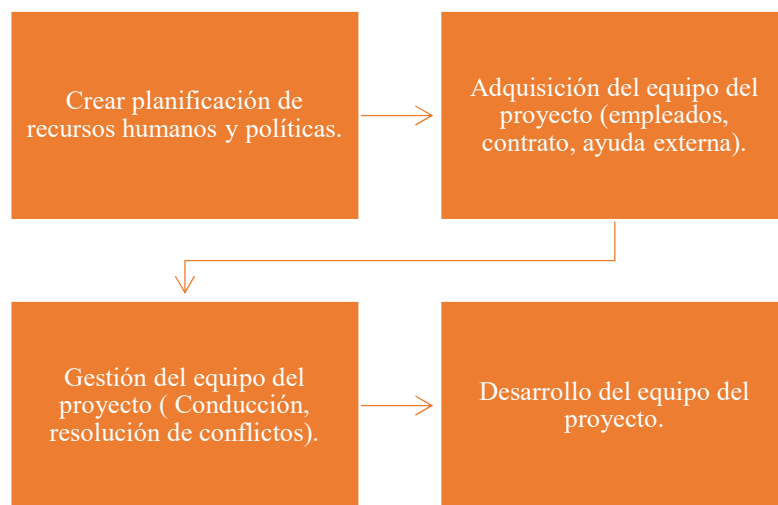 Crear planificación de
recursos humanos y políticas.
Adquisición del equipo del
proyecto (empleados,
contrato, ayuda externa).
Gestión del equipo del
proyecto ( Conducción,
resolución de conflictos).
Desarrollo del equipo del
proyecto.